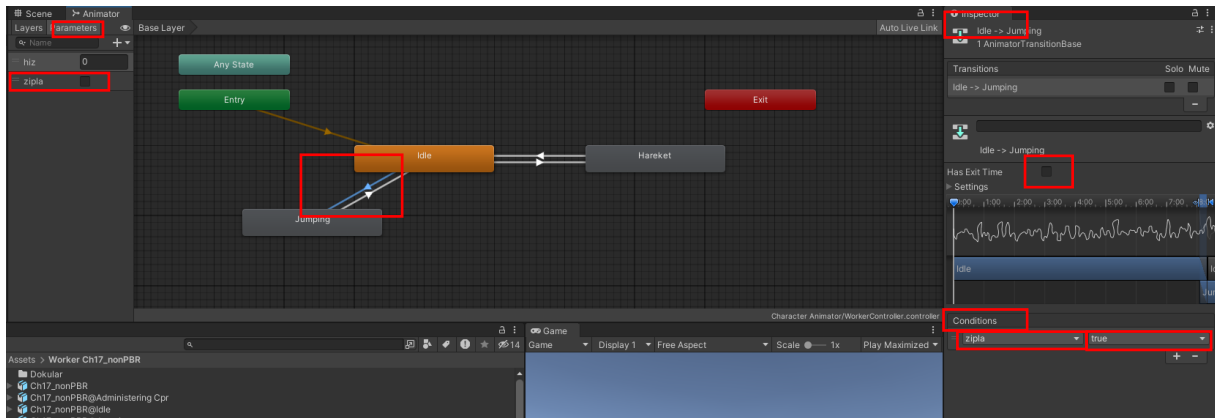 Scene
Animator
Layers Parameters
Base Layer
Auto Live Link
Name
hiz 0
zipla
Any State
Entry
Exit
Idle
Hareket
Jumping
Character Animator/WorkerController.controller
14
Assets > Worker Ch17_nonPBR
Dokular
Ch17_nonPBR
Ch17_nonPBR@Administering Cpr
Ch17_nonPBR@Idle
Game
Game Display 1 Free Aspect Scale 1x Play Maximized
Inspector
Idle -> Jumping
1 AnimatorTransitionBase
Transitions Solo Mute
Idle -> Jumping
Idle -> Jumping
Has Exit Time
Settings
0:00 1:00 2:00 3:00 4:00 5:00 6:00 7:00
Idle
Conditions
zipla true